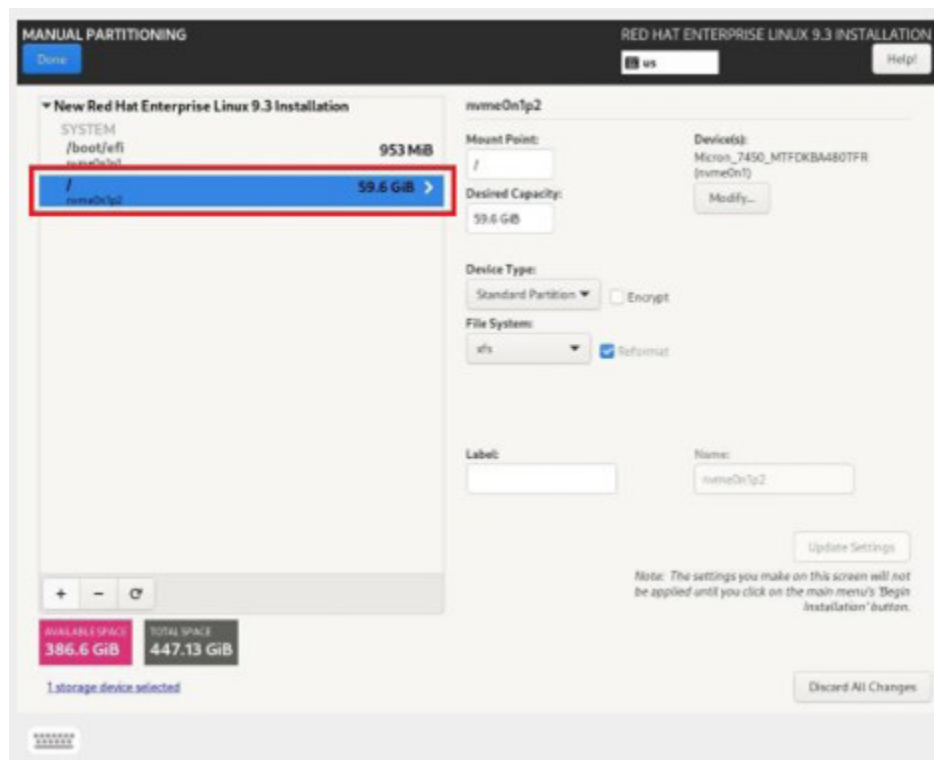 MANUAL PARTITIONING
RED HAT ENTERPRISE LINUX 9.3 INSTALLATION
Done
us
Help!
New Red Hat Enterprise Linux 9.3 Installation
SYSTEM
/boot/efi
953 MiB
nvme0n1p1
/
59.6 GiB
nvme0n1p2
nvme0n1p2
Mount Point:
/
Desired Capacity:
59.6 GiB
Device(s):
Micron_7450_MTFDKBA480TFR
(nvme0n1)
Modify...
Device Type:
Standard Partition
Encrypt
File System:
xfs
Reformat
Label:
Name:
nvme0n1p2
Update Settings
Note: The settings you make on this screen will not
be applied until you click on the main menu's 'Begin
Installation' button.
+ -
AVAILABLE SPACE
386.6 GiB
TOTAL SPACE
447.13 GiB
1 storage device selected
Discard All Changes